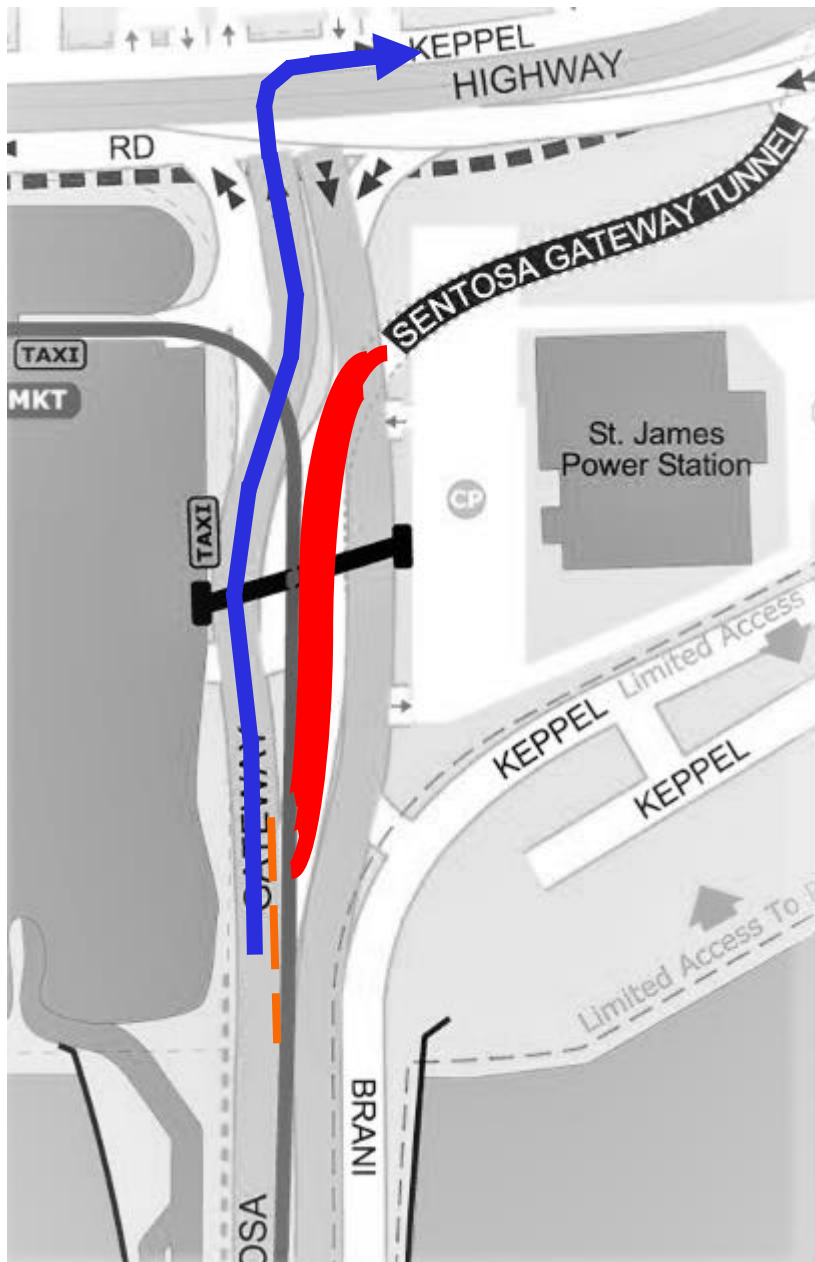 KEPPEL
HIGHWAY
RD
SENTOSA GATEWAY TUNNEL
TAXI
MKT
St. James
Power Station
CP
TAXI
Limited Access
KEPPEL
KEPPEL
GATEWAY
Limited Access To
BRANI
OSA